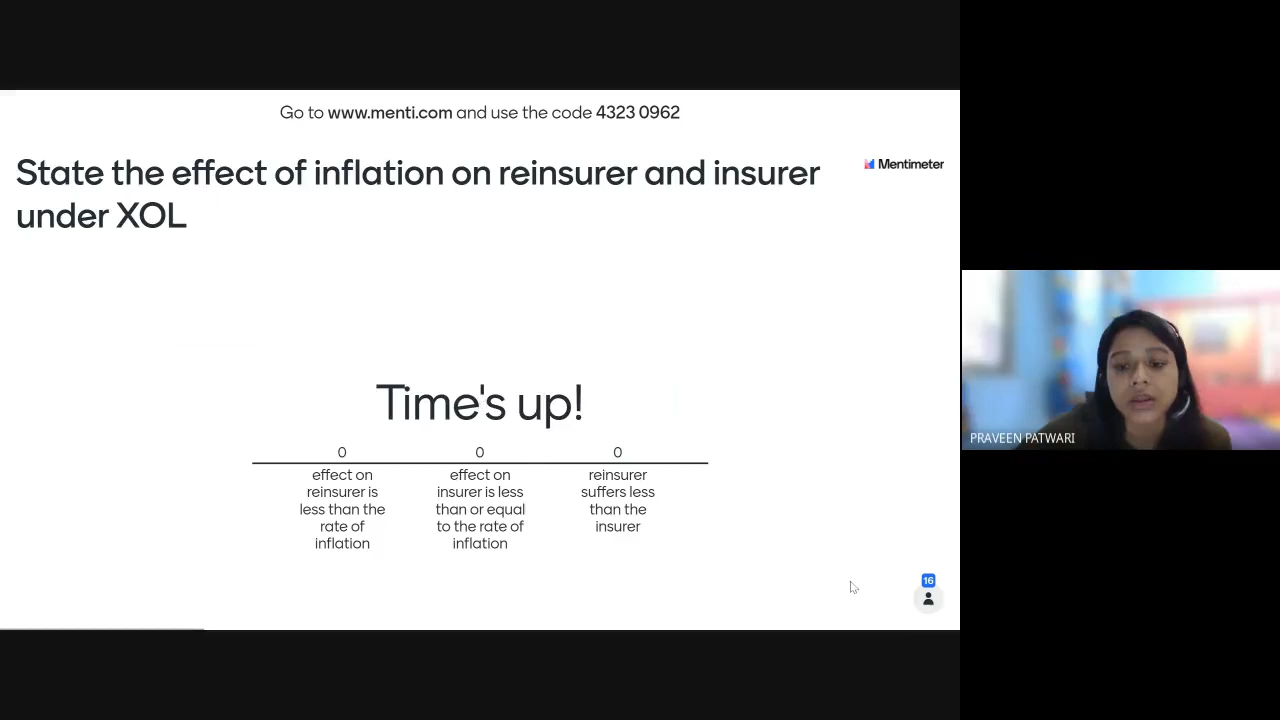 Go to www.menti.com and use the code 4323 0962
State the effect of inflation on reinsurer and insurer
under XOL
Mentimeter
Time's up!
0
effect on
reinsurer is
less than the
rate of
inflation
0
effect on
insurer is less
than or equal
to the rate of
inflation
0
reinsurer
suffers less
than the
insurer
16
PRAVEEN PATWARI